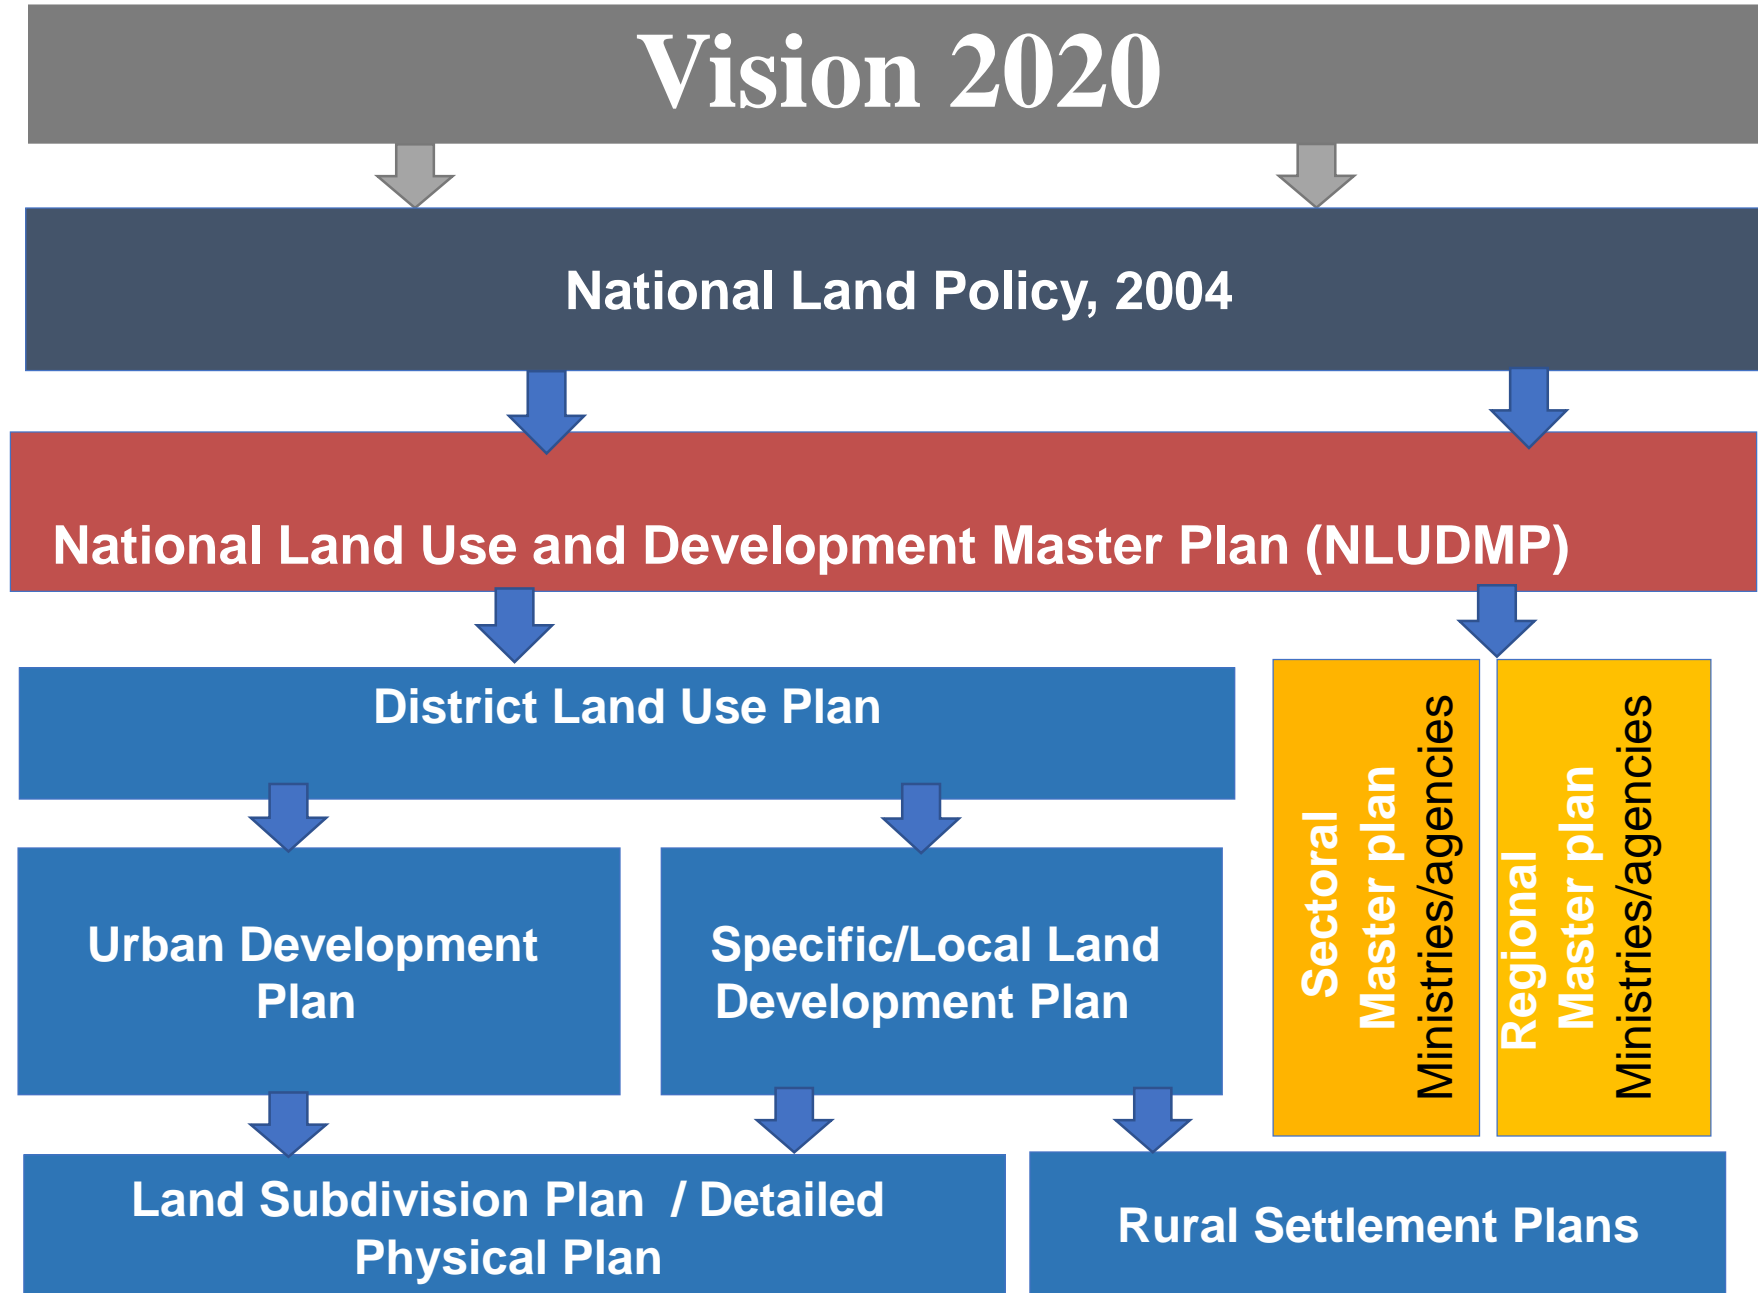 Vision 2020
National Land Policy, 2004
National Land Use and Development Master Plan (NLUDMP)
District Land Use Plan
Urban Development
Plan
Specific/Local Land
Development Plan
Sectoral
Master plan
Ministries/agencies
Regional
Master plan
Ministries/agencies
Land Subdivision Plan / Detailed
Physical Plan
Rural Settlement Plans